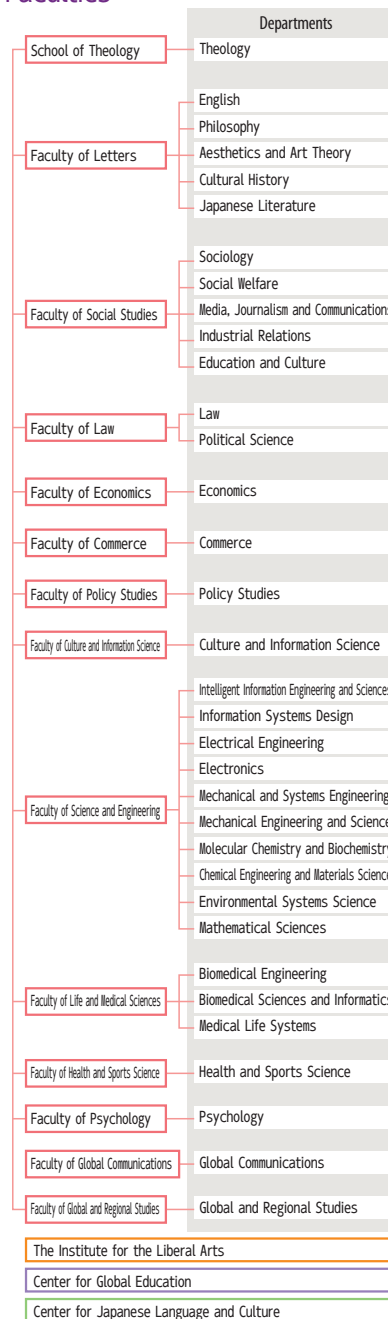 Departments
School of Theology
Theology
Faculty of Letters
English
Philosophy
Aesthetics and Art Theory
Cultural History
Japanese Literature
Faculty of Social Studies
Sociology
Social Welfare
Media, Journalism and Communications
Industrial Relations
Education and Culture
Faculty of Law
Law
Political Science
Faculty of Economics
Economics
Faculty of Commerce
Commerce
Faculty of Policy Studies
Policy Studies
Faculty of Culture and Information Science
Culture and Information Science
Faculty of Science and Engineering
Intelligent Information Engineering and Sciences
Information Systems Design
Electrical Engineering
Electronics
Mechanical and Systems Engineering
Mechanical Engineering and Science
Molecular Chemistry and Biochemistry
Chemical Engineering and Materials Science
Environmental Systems Science
Mathematical Sciences
Faculty of Life and Medical Sciences
Biomedical Engineering
Biomedical Sciences and Informatics
Medical Life Systems
Faculty of Health and Sports Science
Health and Sports Science
Faculty of Psychology
Psychology
Faculty of Global Communications
Global Communications
Faculty of Global and Regional Studies
Global and Regional Studies
The Institute for the Liberal Arts
Center for Global Education
Center for Japanese Language and Culture